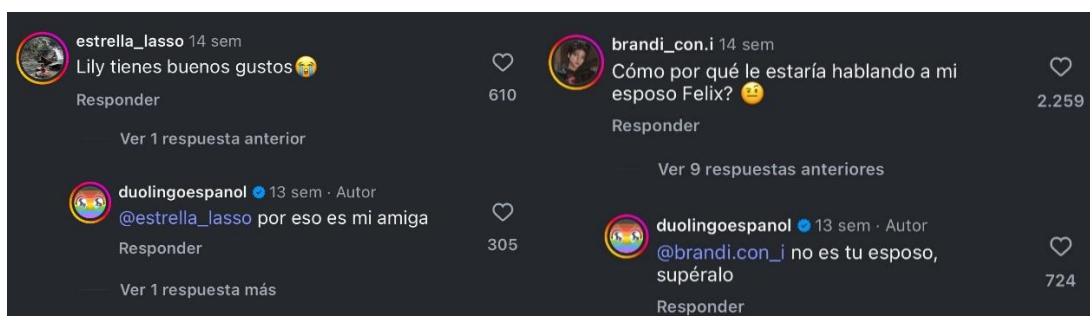 estrella_lasso 14 sem
Lily tienes buenos gustos😭
610
Responder
Ver 1 respuesta anterior
duolingoespanol 13 sem · Autor
@estrella_lasso por eso es mi amiga
305
Responder
Ver 1 respuesta más
brandi_con.i 14 sem
Cómo por qué le estaría hablando a mi
esposo Felix? 🤨
2.259
Responder
Ver 9 respuestas anteriores
duolingoespanol 13 sem · Autor
@brandi.con_i no es tu esposo,
supéralo
724
Responder